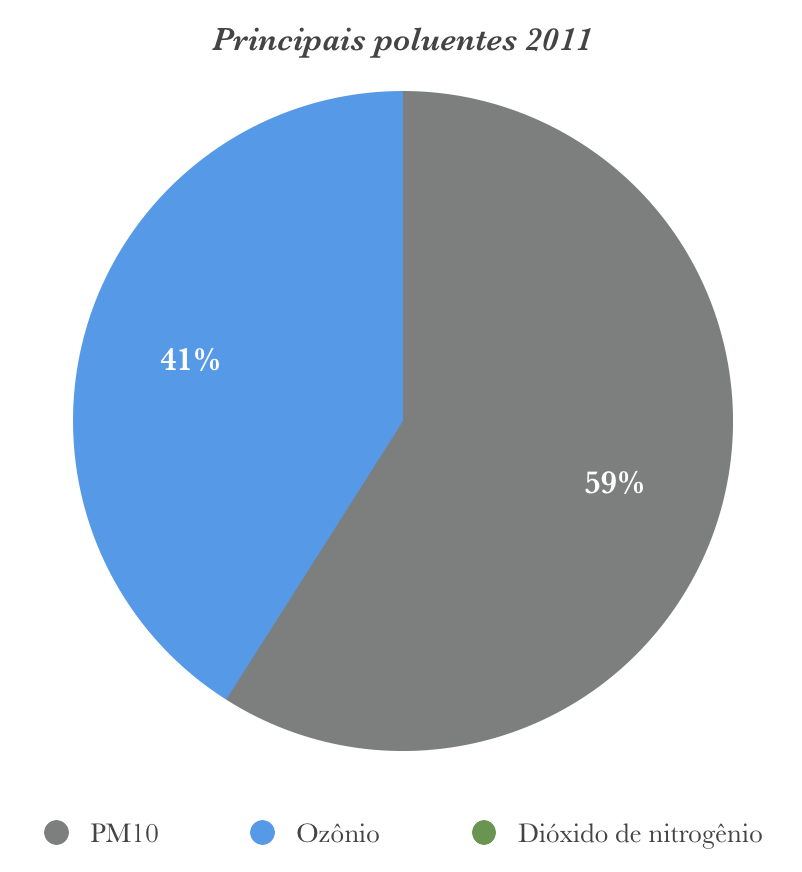 Principais poluentes 2011
41%
59%
PM10 Ozônio Dióxido de nitrogênio